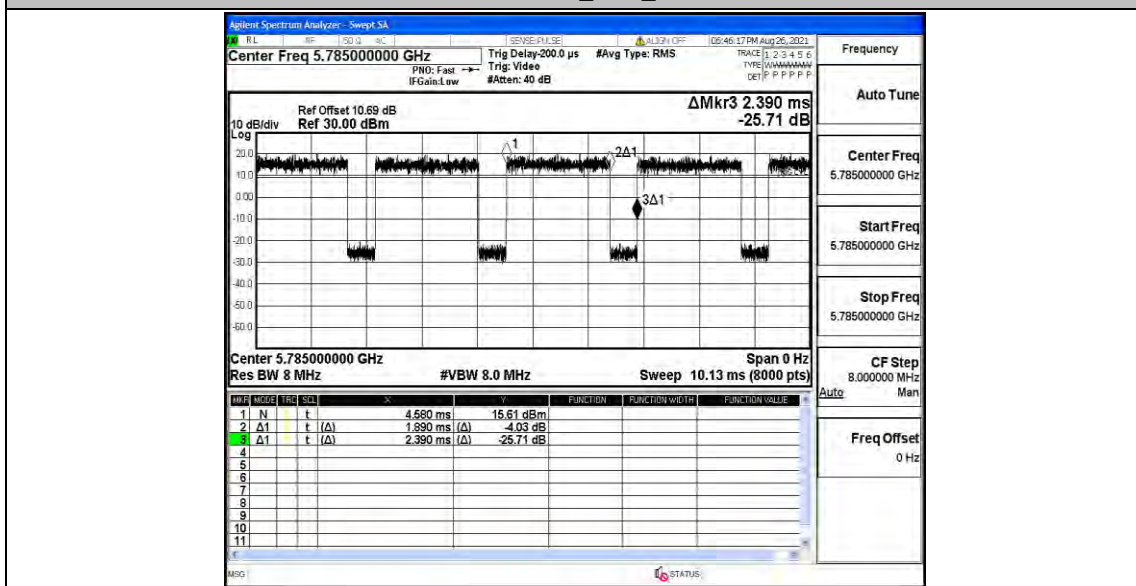 Agilent Spectrum Analyzer - Swept SA
RL RF 50 Ω AC SENSE:PULSE ALIGN OFF 05:46:17 PM Aug 26, 2021
Center Freq 5.785000000 GHz
PNO: Fast
IFGain:Low
Trig Delay-200.0 µs
Trig: Video
#Atten: 40 dB
#Avg Type: RMS
TRACE 1 2 3 4 5 6
TYPE
DET P P P P P P
ΔMkr3 2.390 ms
-25.71 dB
Ref Offset 10.69 dB
10 dB/div Ref 30.00 dBm
Log
20.0
10.0
0.00
-10.0
-20.0
-30.0
-40.0
-50.0
-60.0
1
2Δ1
3Δ1
Center 5.785000000 GHz Span 0 Hz
Res BW 8 MHz #VBW 8.0 MHz Sweep 10.13 ms (8000 pts)
MKR MODE TRC SCL X Y FUNCTION FUNCTION WIDTH FUNCTION VALUE
1 N t 4.580 ms 15.61 dBm
2 Δ1 t (Δ) 1.890 ms (Δ) -4.03 dB
3 Δ1 t (Δ) 2.390 ms (Δ) -25.71 dB
4
5
6
7
8
9
10
11
MSG STATUS
Frequency
Auto Tune
Center Freq
5.785000000 GHz
Start Freq
5.785000000 GHz
Stop Freq
5.785000000 GHz
CF Step
8.000000 MHz
Auto Man
Freq Offset
0 Hz